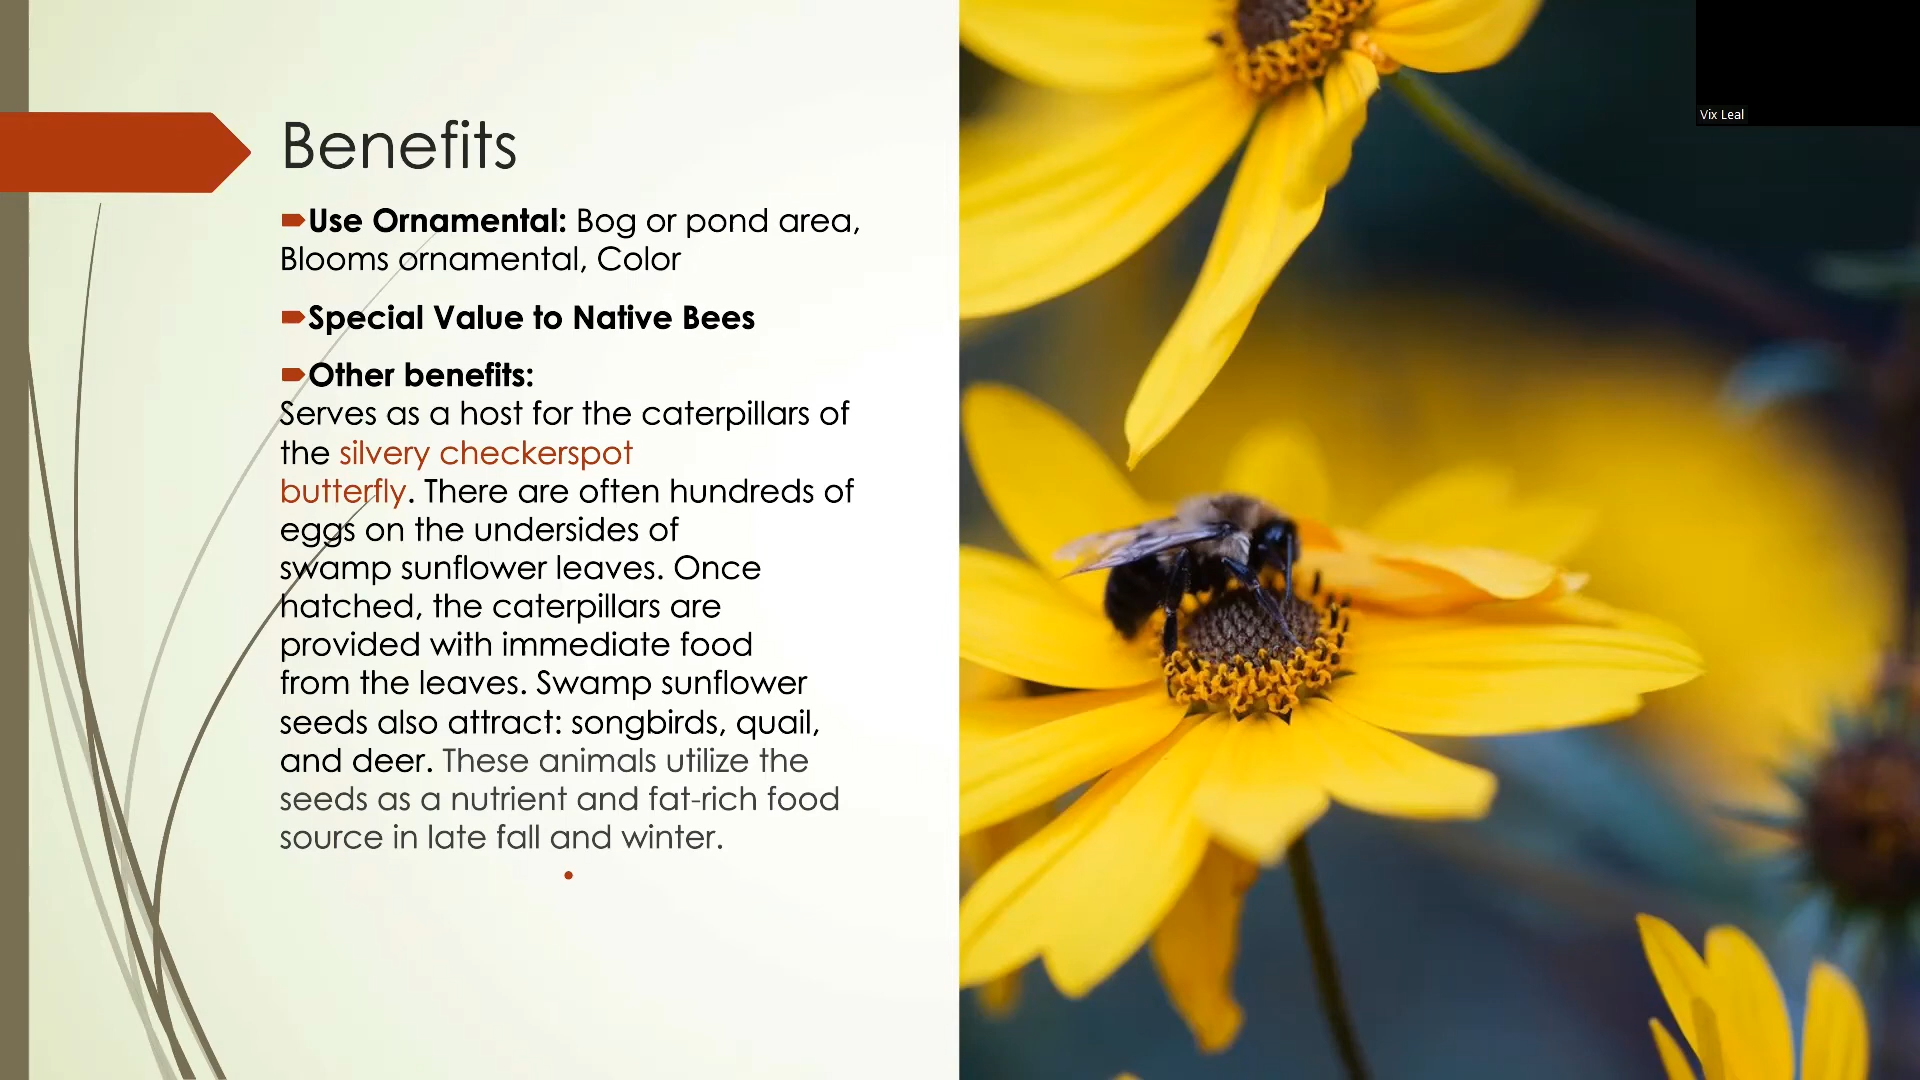 Benefits
Use Ornamental: Bog or pond area,
Blooms ornamental, Color
Special Value to Native Bees
Other benefits:
Serves as a host for the caterpillars of
the silvery checkerspot
butterfly. There are often hundreds of
eggs on the undersides of
swamp sunflower leaves. Once
hatched, the caterpillars are
provided with immediate food
from the leaves. Swamp sunflower
seeds also attract: songbirds, quail,
and deer. These animals utilize the
seeds as a nutrient and fat-rich food
source in late fall and winter.
Vix Leal